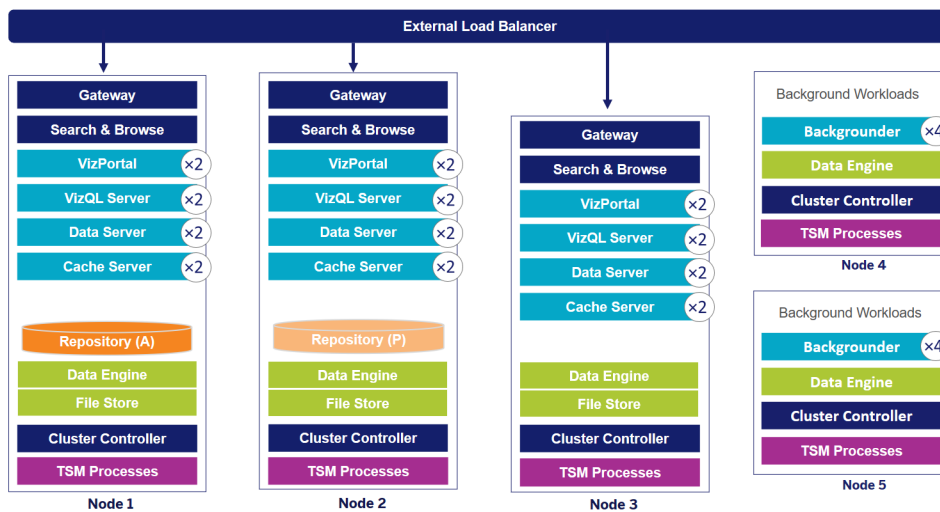 External Load Balancer
Gateway
Search & Browse
VizPortal ×2
VizQL Server ×2
Data Server ×2
Cache Server ×2
Repository (A)
Data Engine
File Store
Cluster Controller
TSM Processes
Node 1
Gateway
Search & Browse
VizPortal ×2
VizQL Server ×2
Data Server ×2
Cache Server ×2
Repository (P)
Data Engine
File Store
Cluster Controller
TSM Processes
Node 2
Gateway
Search & Browse
VizPortal ×2
VizQL Server ×2
Data Server ×2
Cache Server ×2
Data Engine
File Store
Cluster Controller
TSM Processes
Node 3
Background Workloads
Backgrounder ×4
Data Engine
Cluster Controller
TSM Processes
Node 4
Background Workloads
Backgrounder ×4
Data Engine
Cluster Controller
TSM Processes
Node 5